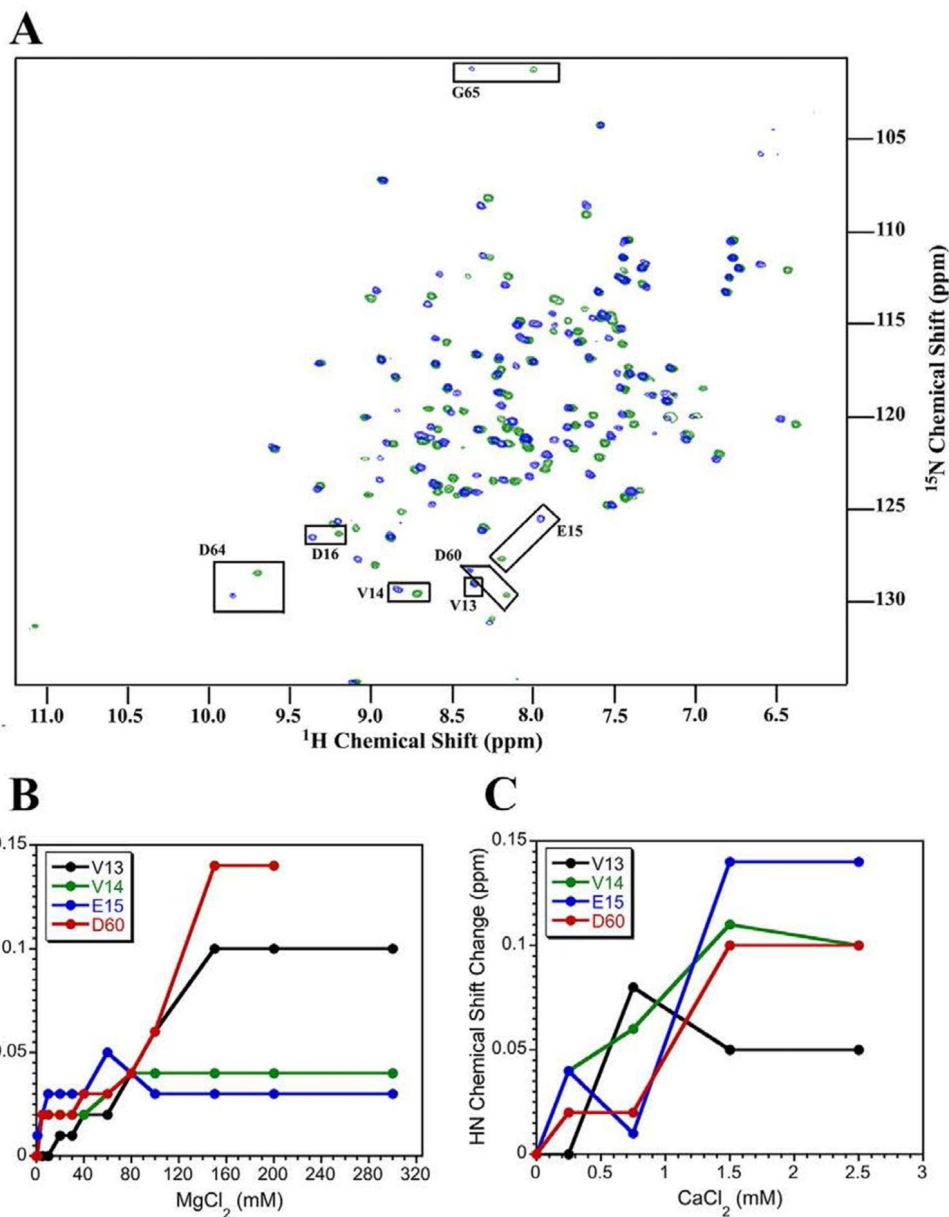 A
G65
105
110
115
120
125
130
15N Chemical Shift (ppm)
D64
D16
V14
D60
V13
E15
11.0 10.5 10.0 9.5 9.0 8.5 8.0 7.5 7.0 6.5
1H Chemical Shift (ppm)
B
0.15
0.1
0.05
0
V13
V14
E15
D60
0 40 80 120 160 200 240 280 320
MgCl2 (mM)
C
HN Chemical Shift Change (ppm)
0.15
0.1
0.05
0
V13
V14
E15
D60
0 0.5 1 1.5 2 2.5 3
CaCl2 (mM)